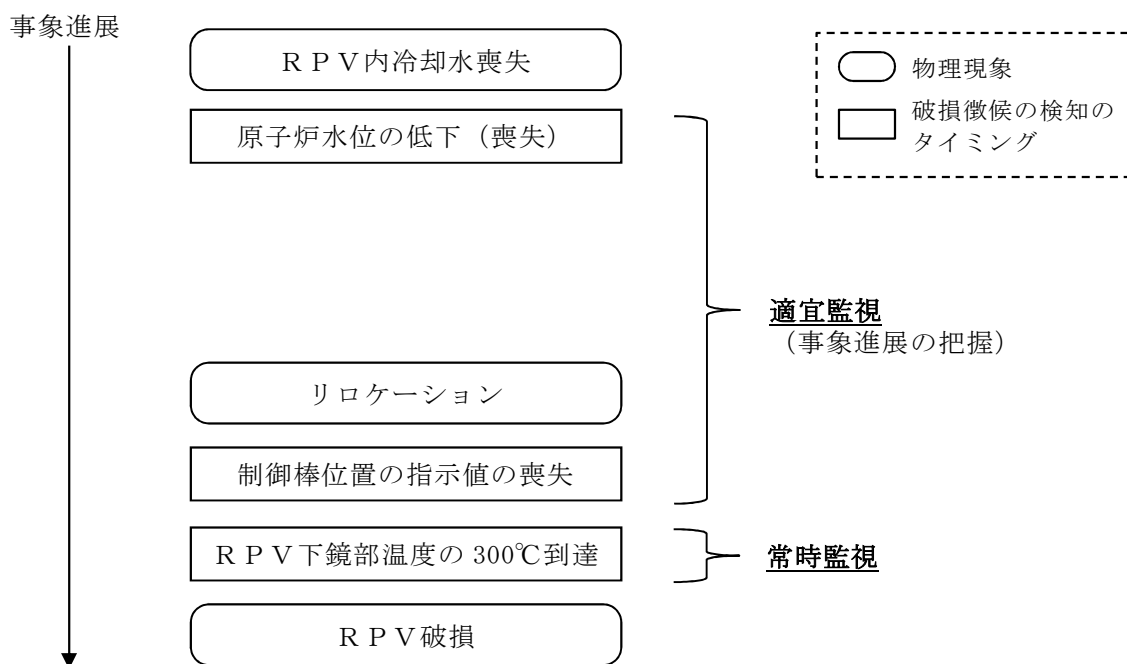 事象進展
ＲＰＶ内冷却水喪失
原子炉水位の低下（喪失）
リロケーション
制御棒位置の指示値の喪失
ＲＰＶ下鏡部温度の 300℃到達
ＲＰＶ破損
適宜監視
（事象進展の把握）
常時監視
物理現象
破損徴候の検知の
タイミング